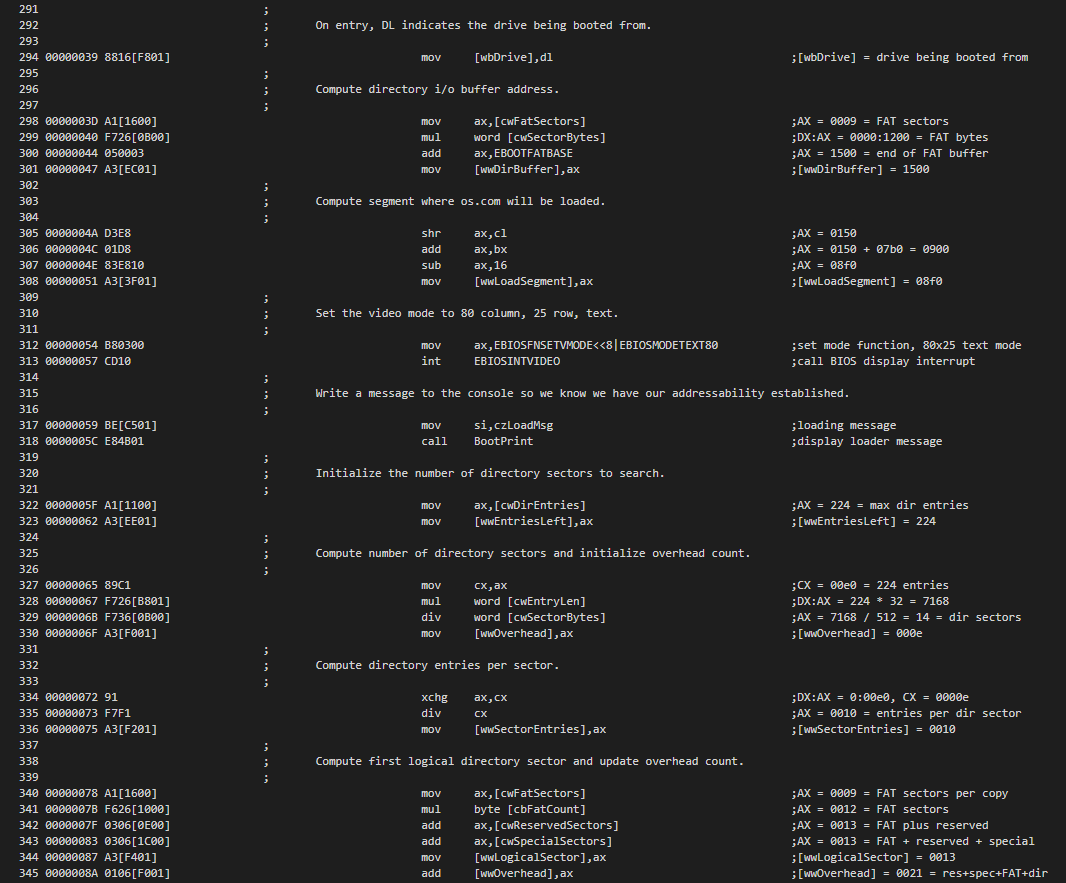 291 ;
292 ; On entry, DL indicates the drive being booted from.
293 ;
294 00000039 8816[F801] mov [wbDrive],dl ;[wbDrive] = drive being booted from
295 ;
296 ; Compute directory i/o buffer address.
297 ;
298 0000003D A1[1600] mov ax,[cwFatSectors] ;AX = 0009 = FAT sectors
299 00000040 F726[0B00] mul word [cwSectorBytes] ;DX:AX = 0000:1200 = FAT bytes
300 00000044 050003 add ax,EBOOTFATBASE ;AX = 1500 = end of FAT buffer
301 00000047 A3[EC01] mov [wwDirBuffer],ax ;[wwDirBuffer] = 1500
302 ;
303 ; Compute segment where os.com will be loaded.
304 ;
305 0000004A D3E8 shr ax,cl ;AX = 0150
306 0000004C 01D8 add ax,bx ;AX = 0150 + 07b0 = 0900
307 0000004E 83E810 sub ax,16 ;AX = 08f0
308 00000051 A3[3F01] mov [wwLoadSegment],ax ;[wwLoadSegment] = 08f0
309 ;
310 ; Set the video mode to 80 column, 25 row, text.
311 ;
312 00000054 B80300 mov ax,EBIOSFNSETVMODE<<8|EBIOSMODETEXT80 ;set mode function, 80x25 text mode
313 00000057 CD10 int EBIOSINTVIDEO ;call BIOS display interrupt
314 ;
315 ; Write a message to the console so we know we have our addressability established.
316 ;
317 00000059 BE[C501] mov si,czLoadMsg ;loading message
318 0000005C E84B01 call BootPrint ;display loader message
319 ;
320 ; Initialize the number of directory sectors to search.
321 ;
322 0000005F A1[1100] mov ax,[cwDirEntries] ;AX = 224 = max dir entries
323 00000062 A3[EE01] mov [wwEntriesLeft],ax ;[wwEntriesLeft] = 224
324 ;
325 ; Compute number of directory sectors and initialize overhead count.
326 ;
327 00000065 89C1 mov cx,ax ;CX = 00e0 = 224 entries
328 00000067 F726[B801] mul word [cwEntryLen] ;DX:AX = 224 * 32 = 7168
329 0000006B F736[0B00] div word [cwSectorBytes] ;AX = 7168 / 512 = 14 = dir sectors
330 0000006F A3[F001] mov [wwOverhead],ax ;[wwOverhead] = 000e
331 ;
332 ; Compute directory entries per sector.
333 ;
334 00000072 91 xchg ax,cx ;DX:AX = 0:00e0, CX = 0000e
335 00000073 F7F1 div cx ;AX = 0010 = entries per dir sector
336 00000075 A3[F201] mov [wwSectorEntries],ax ;[wwSectorEntries] = 0010
337 ;
338 ; Compute first logical directory sector and update overhead count.
339 ;
340 00000078 A1[1600] mov ax,[cwFatSectors] ;AX = 0009 = FAT sectors per copy
341 0000007B F626[1000] mul byte [cbFatCount] ;AX = 0012 = FAT sectors
342 0000007F 0306[0E00] add ax,[cwReservedSectors] ;AX = 0013 = FAT plus reserved
343 00000083 0306[1C00] add ax,[cwSpecialSectors] ;AX = 0013 = FAT + reserved + special
344 00000087 A3[F401] mov [wwLogicalSector],ax ;[wwLogicalSector] = 0013
345 0000008A 0106[F001] add [wwOverhead],ax ;[wwOverhead] = 0021 = res+spec+FAT+dir